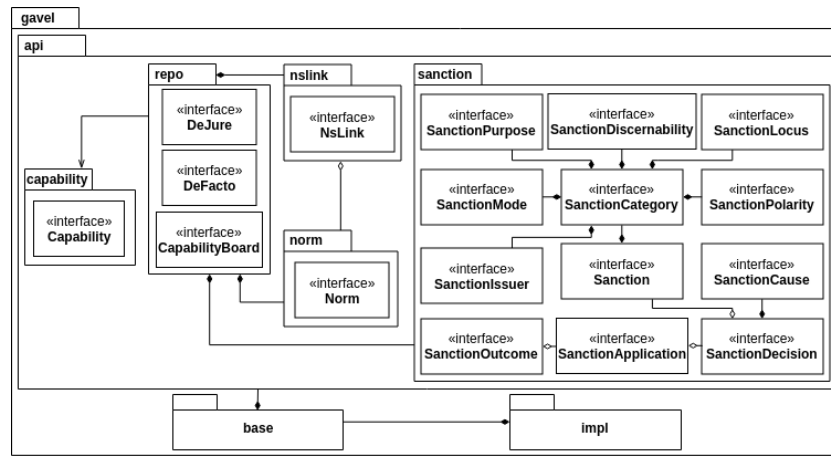 gavel
api
repo
«interface»
DeJure
«interface»
DeFacto
«interface»
CapabilityBoard
nslink
«interface»
NsLink
capability
«interface»
Capability
norm
«interface»
Norm
sanction
«interface»
SanctionPurpose
«interface»
SanctionDiscernability
«interface»
SanctionLocus
«interface»
SanctionMode
«interface»
SanctionCategory
«interface»
SanctionPolarity
«interface»
SanctionIssuer
«interface»
Sanction
«interface»
SanctionCause
«interface»
SanctionOutcome
«interface»
SanctionApplication
«interface»
SanctionDecision
base
impl